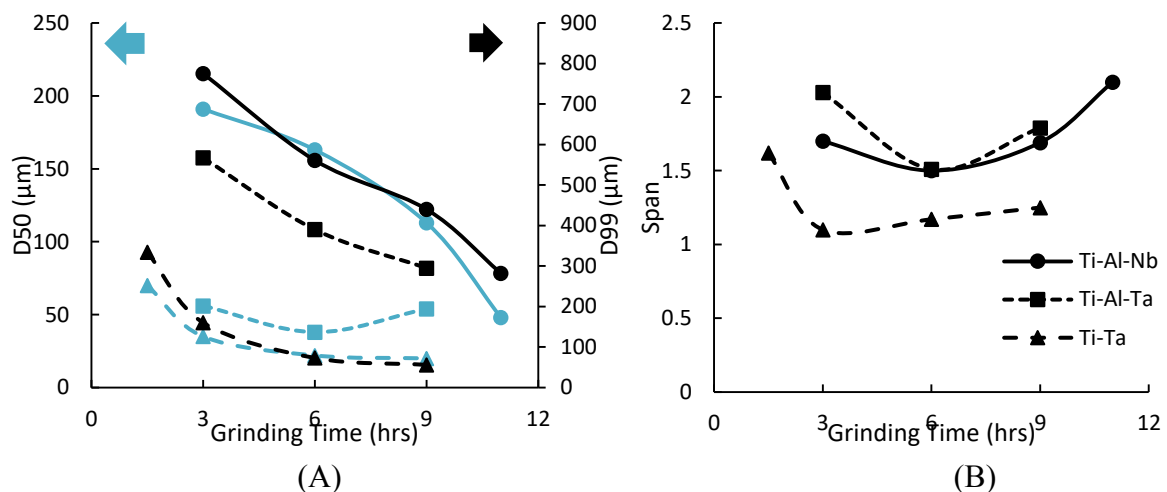 250
200
150
100
50
0
D50 (μm)
900
800
700
600
500
400
300
200
100
0
D99 (μm)
0 3 6 9 12
Grinding Time (hrs)
(A)
2.5
2
1.5
1
0.5
0
Span
Ti-Al-Nb
Ti-Al-Ta
Ti-Ta
0 3 6 9 12
Grinding Time (hrs)
(B)